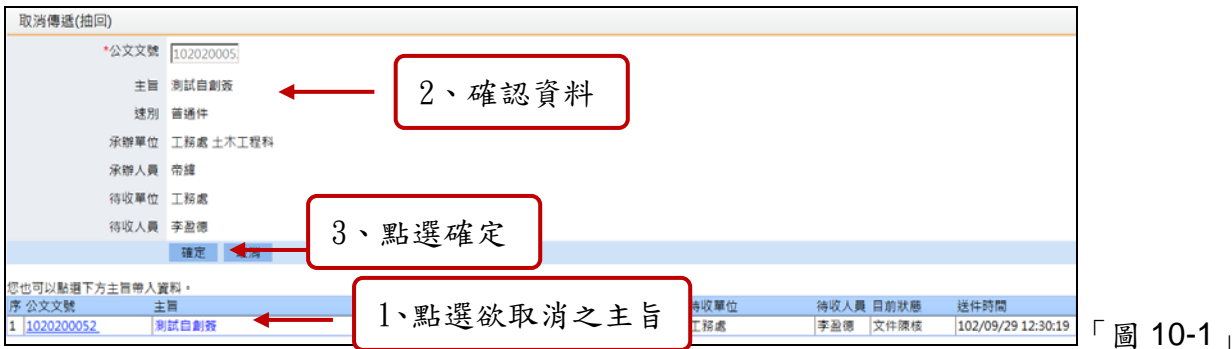 取消傳遞(抽回)
*公文文號 102020005
主旨 測試自創簽
速別 普通件
承辦單位 工務處 土木工程科
承辦人員 帝緯
待收單位 工務處
待收人員 李盈德
確定
2、確認資料
3、點選確定
您也可以點選下方主旨帶入資料。
1、點選欲取消之主旨
序 公文文號 主旨 待收單位 待收人員 目前狀態 送件時間
1 1020200052 測試自創簽 工務處 李盈德 文件陳核 102/09/29 12:30:19
「圖 10-1」